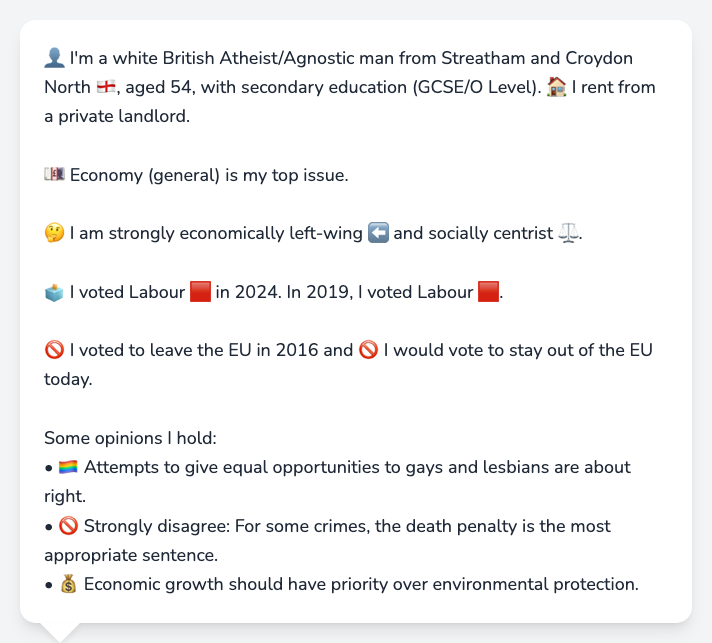 👤 I'm a white British Atheist/Agnostic man from Streatham and Croydon
North 🏴󠁧󠁢󠁥󠁮󠁧󠁿, aged 54, with secondary education (GCSE/O Level). 🏠 I rent from
a private landlord.
💷 Economy (general) is my top issue.
🤔 I am strongly economically left-wing ⬅️ and socially centrist ⚖️.
🗳️ I voted Labour 🟥 in 2024. In 2019, I voted Labour 🟥.
🚫 I voted to leave the EU in 2016 and 🚫 I would vote to stay out of the EU
today.
Some opinions I hold:
• 🏳️‍🌈 Attempts to give equal opportunities to gays and lesbians are about
right.
• 🚫 Strongly disagree: For some crimes, the death penalty is the most
appropriate sentence.
• 💰 Economic growth should have priority over environmental protection.